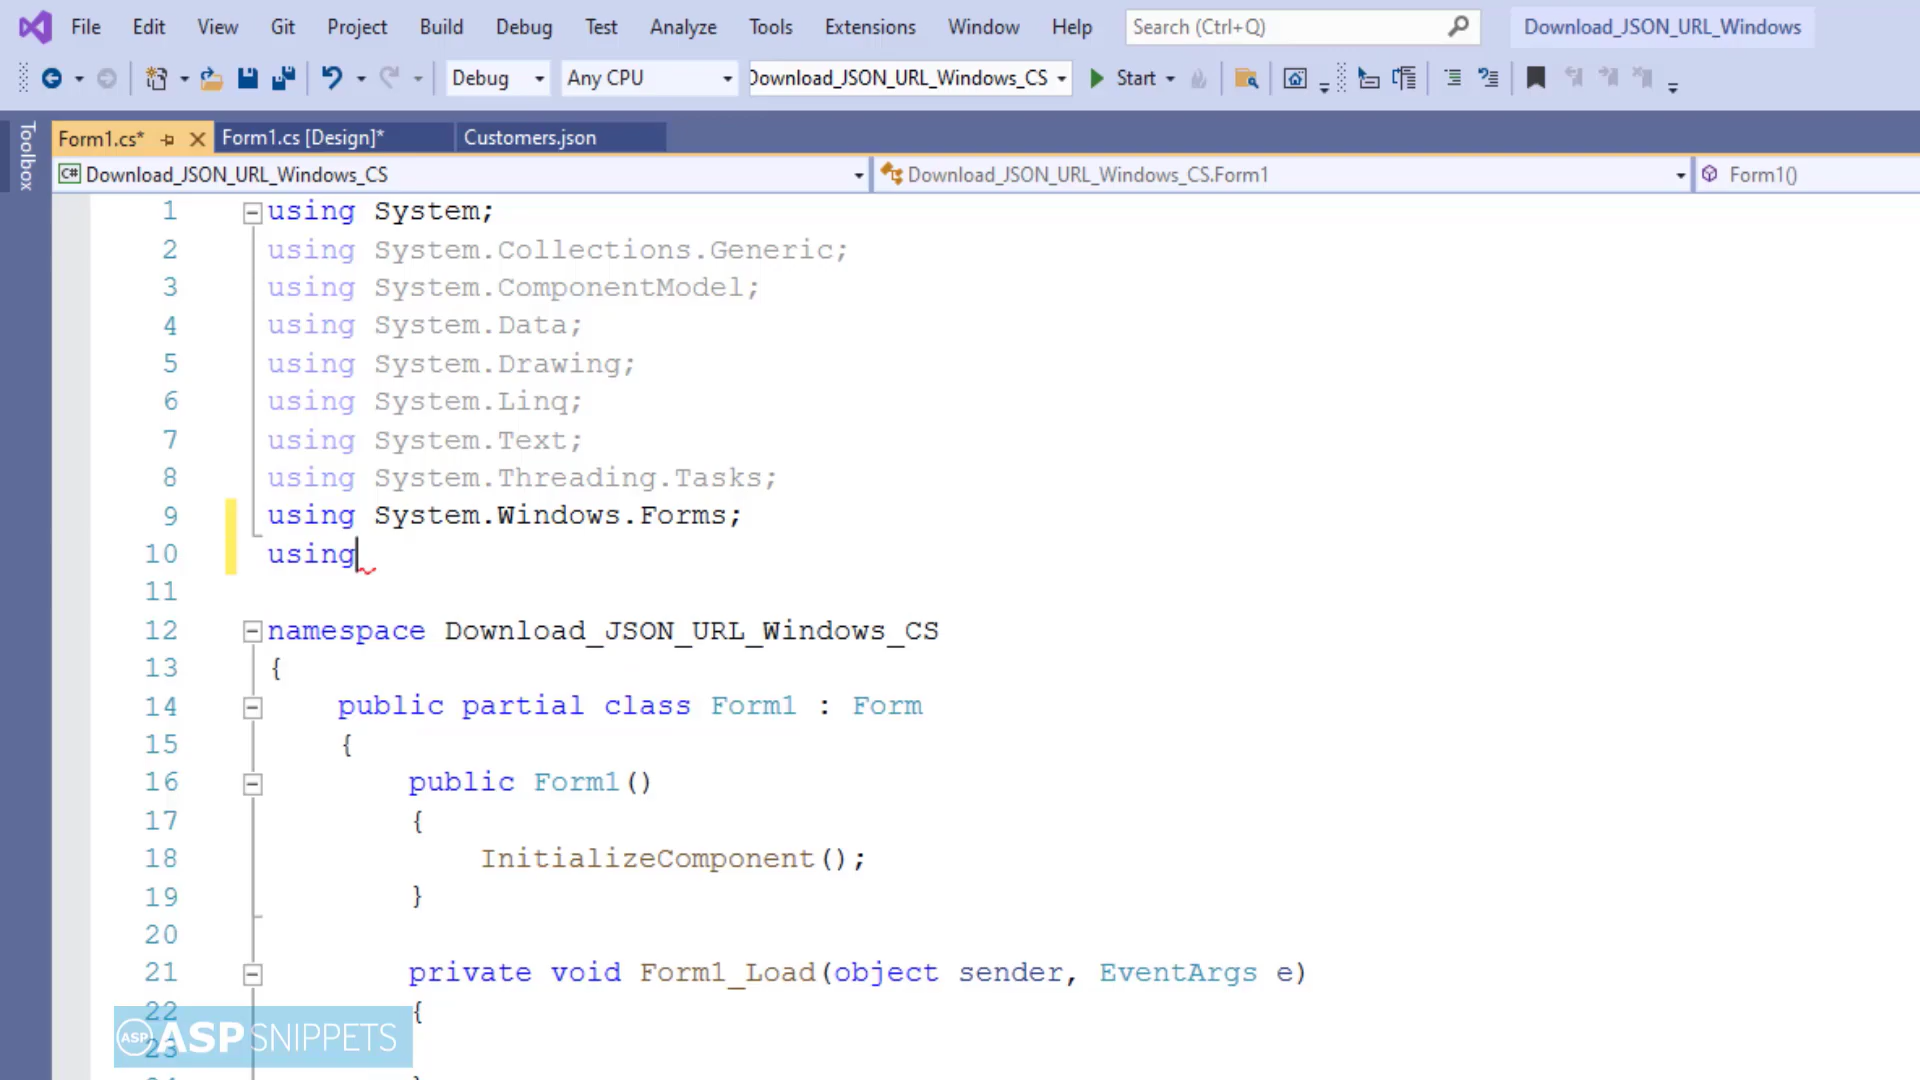 File Edit View Git Project Build Debug Test Analyze Tools Extensions Window Help Search (Ctrl+Q) Download_JSON_URL_Windows
Debug Any CPU Download_JSON_URL_Windows_CS Start
Toolbox
Form1.cs* Form1.cs [Design]* Customers.json
C# Download_JSON_URL_Windows_CS Download_JSON_URL_Windows_CS.Form1 Form1()
1 using System;
2 using System.Collections.Generic;
3 using System.ComponentModel;
4 using System.Data;
5 using System.Drawing;
6 using System.Linq;
7 using System.Text;
8 using System.Threading.Tasks;
9 using System.Windows.Forms;
10 using
11
12 namespace Download_JSON_URL_Windows_CS
13 {
14 public partial class Form1 : Form
15 {
16 public Form1()
17 {
18 InitializeComponent();
19 }
20
21 private void Form1_Load(object sender, EventArgs e)
22 {
23
ASP ASPSNIPPETS